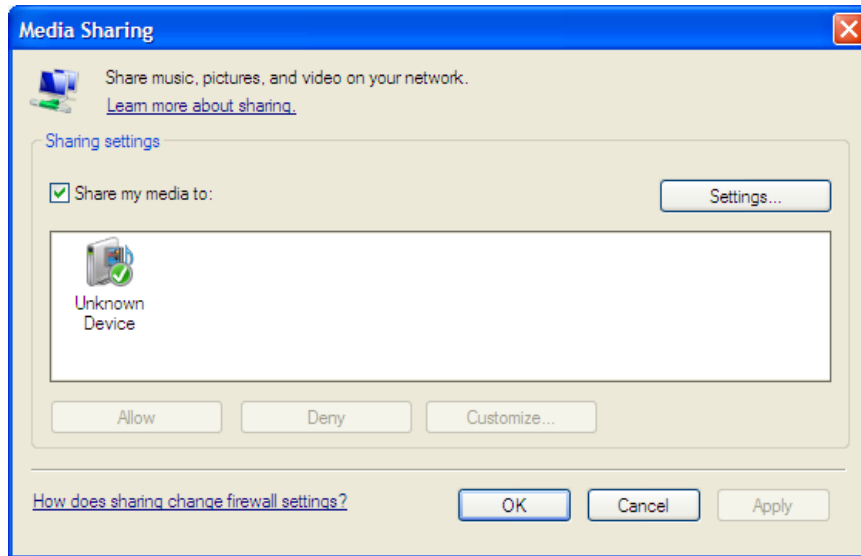 Media Sharing
Share music, pictures, and video on your network.
Learn more about sharing.
Sharing settings
Share my media to:
Settings...
Unknown
Device
Allow
Deny
Customize...
How does sharing change firewall settings?
OK
Cancel
Apply